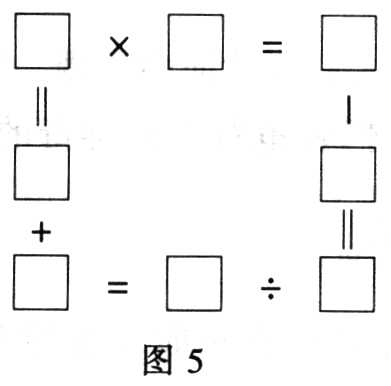 □ × □ = □
‖ |
□ □
+ ‖
□ = □ ÷ □
图 5